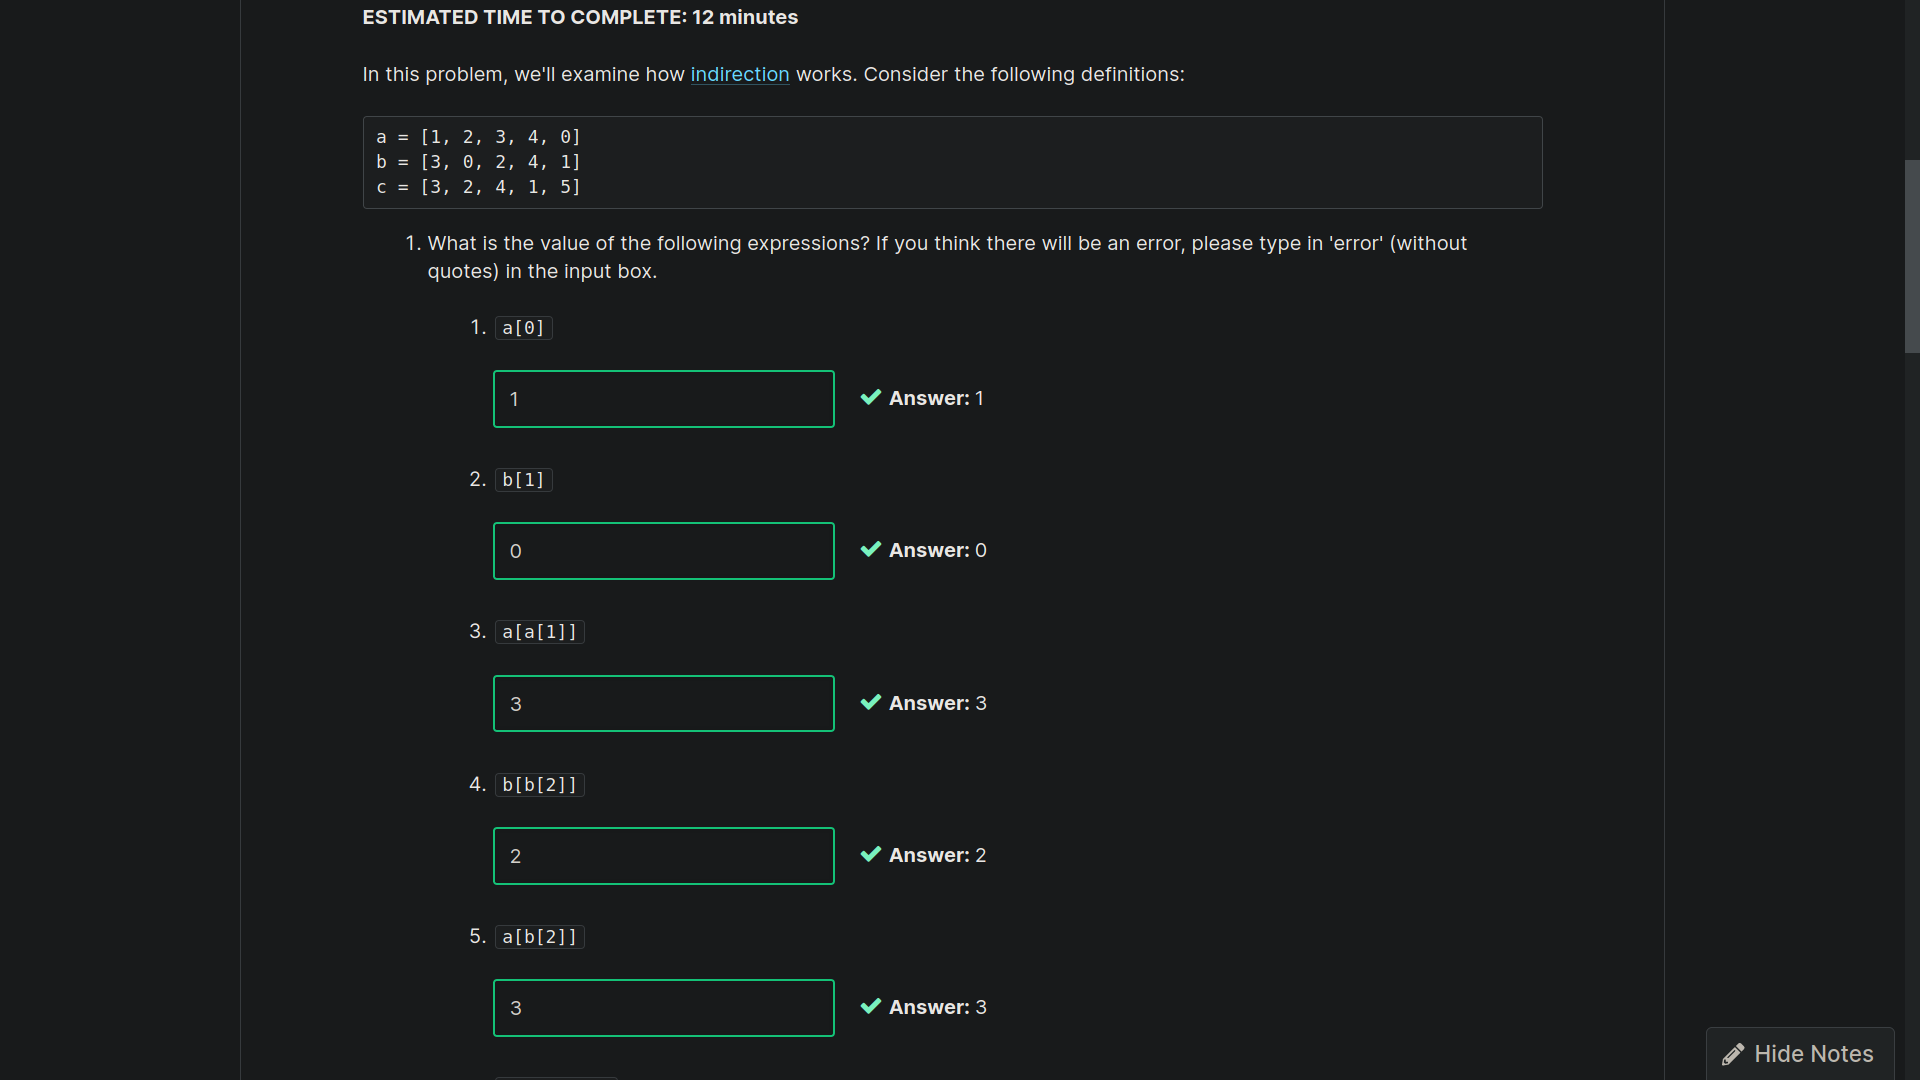 ESTIMATED TIME TO COMPLETE: 12 minutes
In this problem, we'll examine how indirection works. Consider the following definitions:
a = [1, 2, 3, 4, 0]
b = [3, 0, 2, 4, 1]
c = [3, 2, 4, 1, 5]
1. What is the value of the following expressions? If you think there will be an error, please type in 'error' (without
quotes) in the input box.
1. a[0]
1
Answer: 1
2. b[1]
0
Answer: 0
3. a[a[1]]
3
Answer: 3
4. b[b[2]]
2
Answer: 2
5. a[b[2]]
3
Answer: 3
Hide Notes